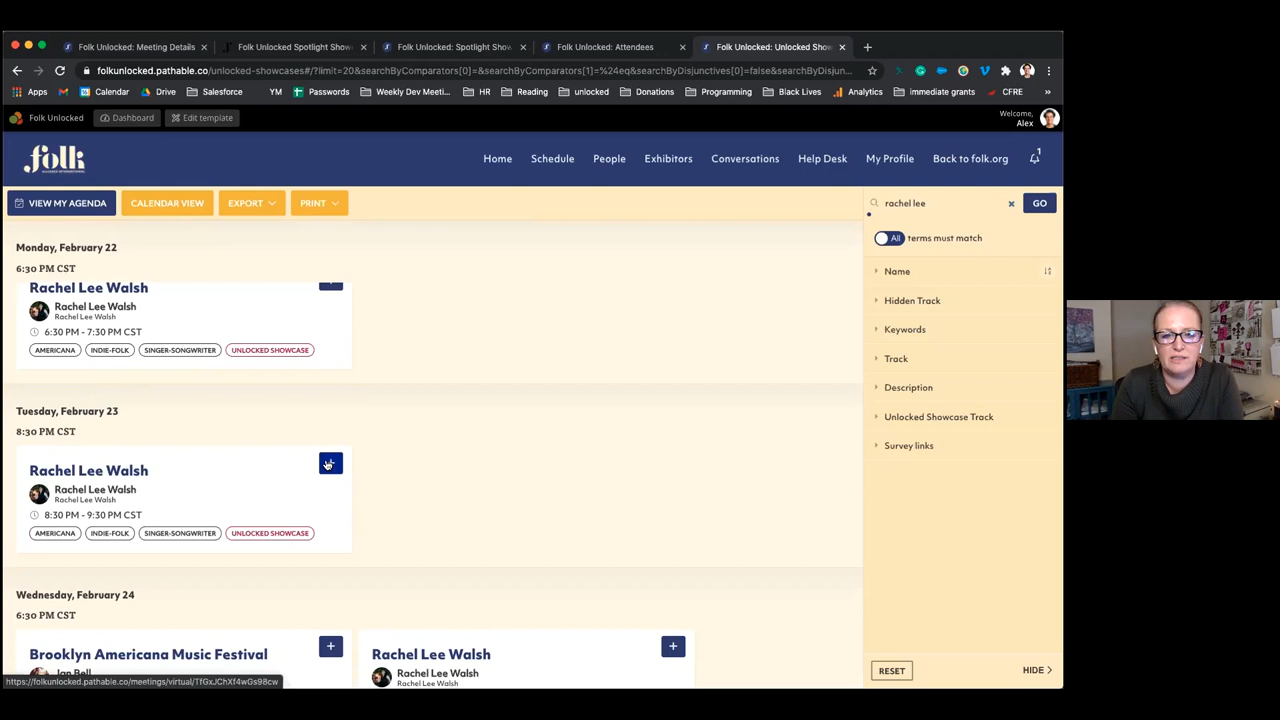 Folk Unlocked: Meeting Details
Folk Unlocked Spotlight Show
Folk Unlocked: Spotlight Show
Folk Unlocked: Attendees
Folk Unlocked: Unlocked Show
folkunlocked.pathable.co/unlocked-showcases#/?limit=20&searchByComparators[0]=&searchByComparators[1]=%24eq&searchByDisjunctives[0]=false&searchByDisjun...
Apps
Calendar
Drive
Salesforce
YM
Passwords
Weekly Dev Meeti...
HR
Reading
unlocked
Donations
Programming
Black Lives
Analytics
immediate grants
CFRE
»
Folk Unlocked
Dashboard
Edit template
Welcome,
Alex
folk
Home
Schedule
People
Exhibitors
Conversations
Help Desk
My Profile
Back to folk.org
1
VIEW MY AGENDA
CALENDAR VIEW
EXPORT
PRINT
rachel lee
GO
All terms must match
Name
Hidden Track
Keywords
Track
Description
Unlocked Showcase Track
Survey links
RESET
HIDE
Monday, February 22
6:30 PM CST
Rachel Lee Walsh
Rachel Lee Walsh
Rachel Lee Walsh
6:30 PM - 7:30 PM CST
AMERICANA INDIE-FOLK SINGER-SONGWRITER UNLOCKED SHOWCASE
Tuesday, February 23
8:30 PM CST
Rachel Lee Walsh
Rachel Lee Walsh
Rachel Lee Walsh
8:30 PM - 9:30 PM CST
AMERICANA INDIE-FOLK SINGER-SONGWRITER UNLOCKED SHOWCASE
Wednesday, February 24
6:30 PM CST
Brooklyn Americana Music Festival
Jan Bell
Rachel Lee Walsh
Rachel Lee Walsh
Rachel Lee Walsh
https://folkunlocked.pathable.co/meetings/virtual/TfGxJChXf4wGs98cw